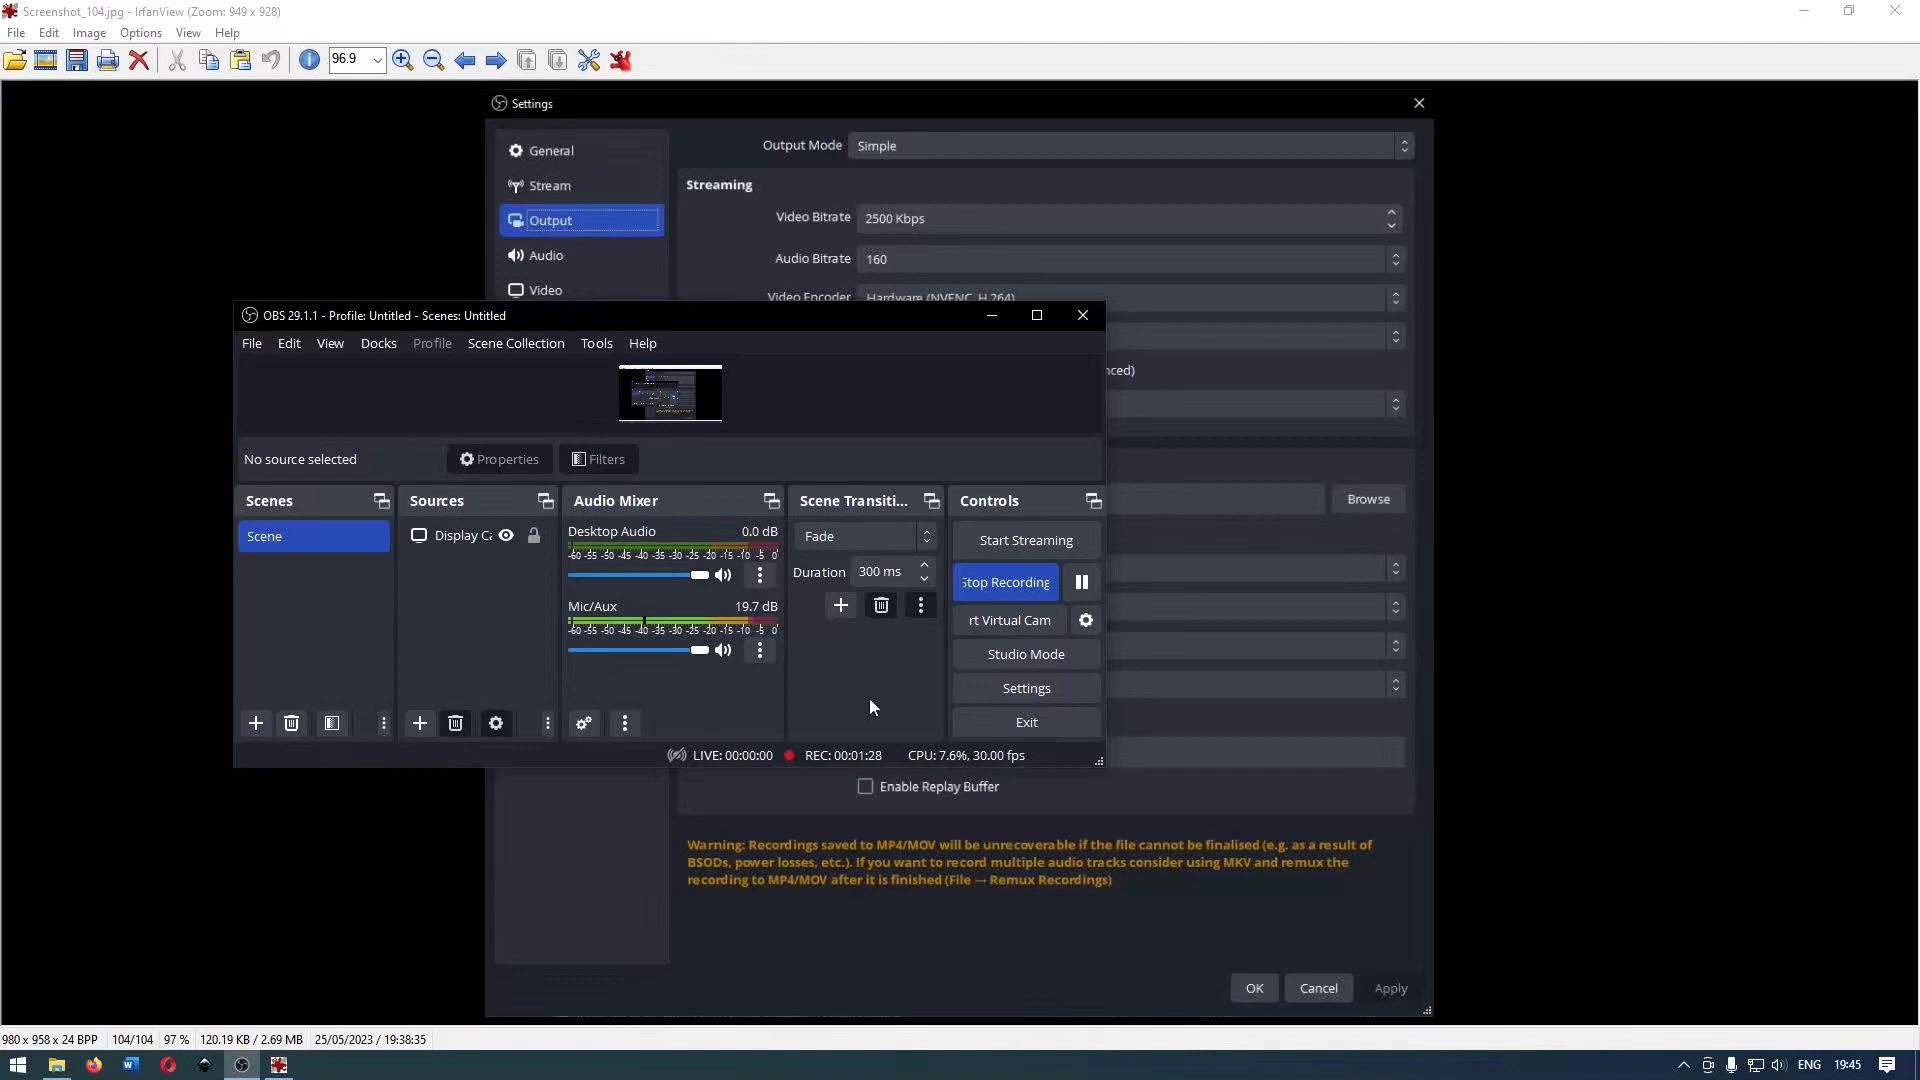 Screenshot_104.jpg - IrfanView (Zoom: 949 x 928)
File Edit Image Options View Help
96.9
Settings
General
Stream
Output
Audio
Video
Output Mode Simple
Streaming
Video Bitrate 2500 Kbps
Audio Bitrate 160
Video Encoder Hardware (NVENC, H.264)
nced)
Browse
OBS 29.1.1 - Profile: Untitled - Scenes: Untitled
File Edit View Docks Profile Scene Collection Tools Help
No source selected Properties Filters
Scenes
Scene
Sources
Display Ca
Audio Mixer
Desktop Audio 0.0 dB
-60 -55 -50 -45 -40 -35 -30 -25 -20 -15 -10 -5 0
Mic/Aux 19.7 dB
-60 -55 -50 -45 -40 -35 -30 -25 -20 -15 -10 -5 0
Scene Transiti...
Fade
Duration 300 ms
Controls
Start Streaming
Stop Recording
rt Virtual Cam
Studio Mode
Settings
Exit
LIVE: 00:00:00 REC: 00:01:28 CPU: 7.6%, 30.00 fps
Enable Replay Buffer
Warning: Recordings saved to MP4/MOV will be unrecoverable if the file cannot be finalised (e.g. as a result of
BSODs, power losses, etc.). If you want to record multiple audio tracks consider using MKV and remux the
recording to MP4/MOV after it is finished (File → Remux Recordings)
OK Cancel Apply
980 x 958 x 24 BPP 104/104 97 % 120.19 KB / 2.69 MB 25/05/2023 / 19:38:35
ENG 19:45